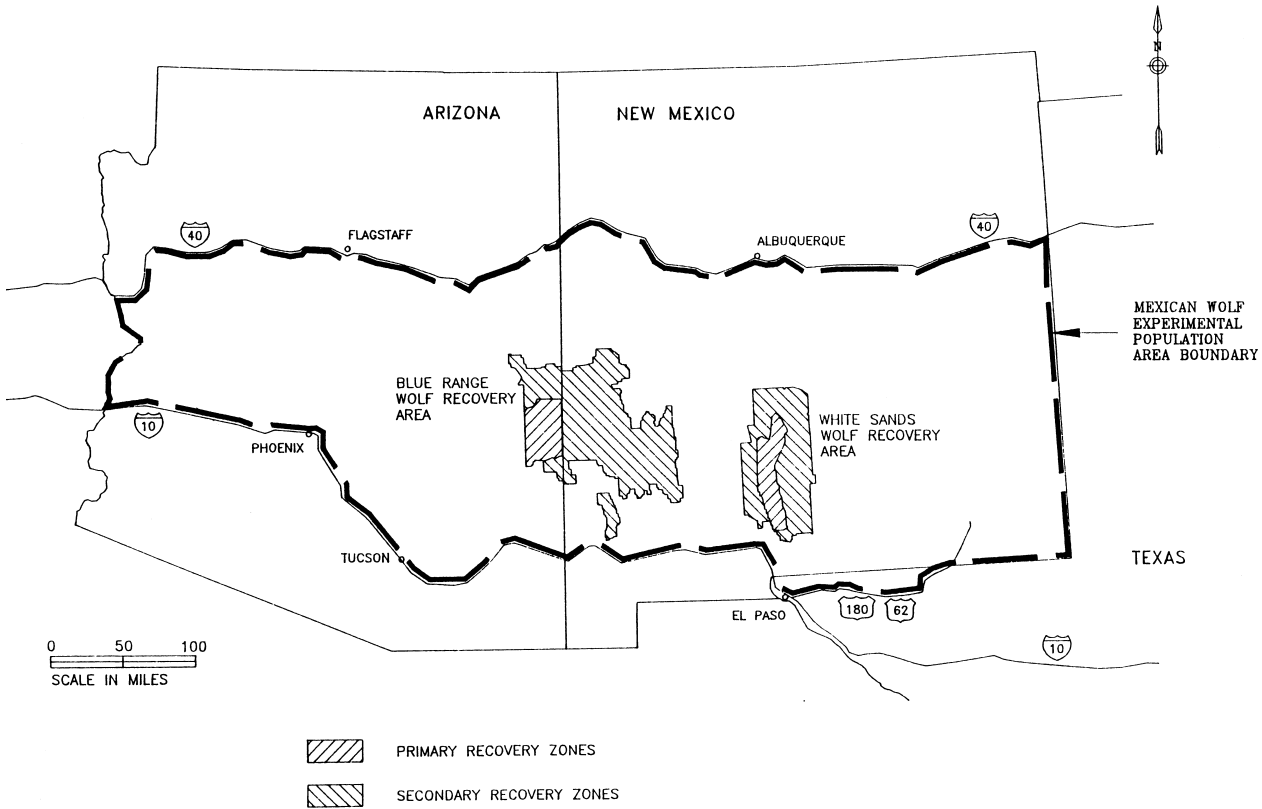 N
ARIZONA
NEW MEXICO
40
FLAGSTAFF
ALBUQUERQUE
40
MEXICAN WOLF
EXPERIMENTAL
POPULATION
AREA BOUNDARY
BLUE RANGE
WOLF RECOVERY
AREA
WHITE SANDS
WOLF RECOVERY
AREA
10
PHOENIX
TUCSON
TEXAS
EL PASO
180
62
10
0 50 100
SCALE IN MILES
PRIMARY RECOVERY ZONES
SECONDARY RECOVERY ZONES